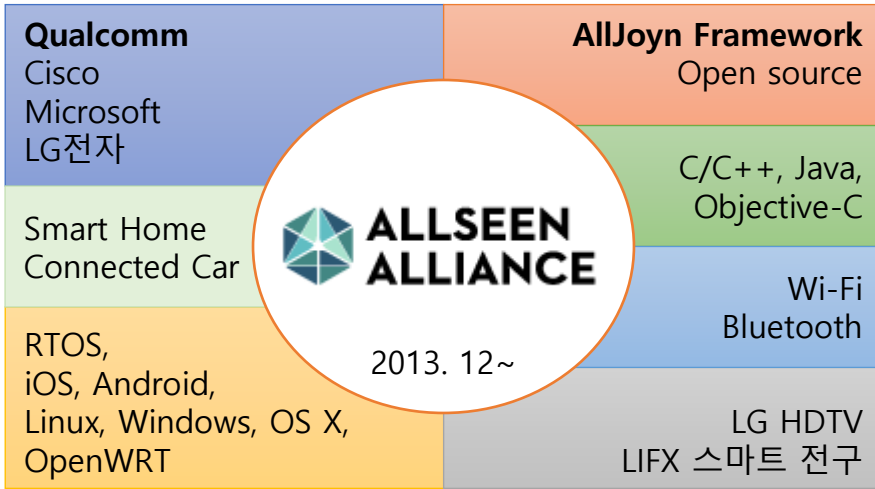 Qualcomm
Cisco
Microsoft
LG전자
Smart Home
Connected Car
RTOS,
iOS, Android,
Linux, Windows, OS X,
OpenWRT
ALLSEEN
ALLIANCE
2013. 12~
AllJoyn Framework
Open source
C/C++, Java,
Objective-C
Wi-Fi
Bluetooth
LG HDTV
LIFX 스마트 전구